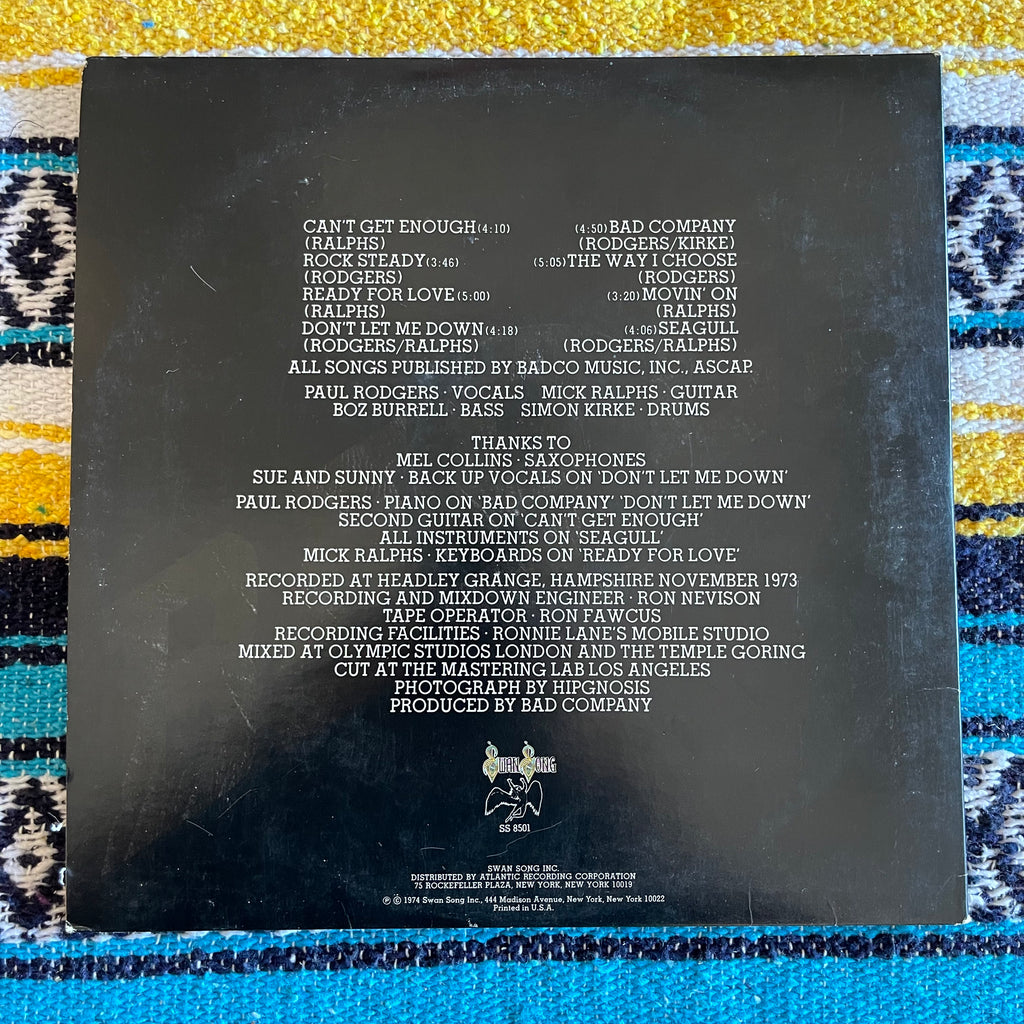 CAN'T GET ENOUGH (4:10)
(RALPHS)
ROCK STEADY (3:46)
(RODGERS)
READY FOR LOVE (5:00)
(RALPHS)
DON'T LET ME DOWN (4:18)
(RODGERS/RALPHS)
(4:50) BAD COMPANY
(RODGERS/KIRKE)
(5:05) THE WAY I CHOOSE
(RODGERS)
(3:20) MOVIN' ON
(RALPHS)
(4:06) SEAGULL
(RODGERS/RALPHS)
ALL SONGS PUBLISHED BY BADCO MUSIC, INC., ASCAP.
PAUL RODGERS · VOCALS MICK RALPHS · GUITAR
BOZ BURRELL · BASS SIMON KIRKE · DRUMS
THANKS TO
MEL COLLINS · SAXOPHONES
SUE AND SUNNY · BACK UP VOCALS ON 'DON'T LET ME DOWN'
PAUL RODGERS · PIANO ON 'BAD COMPANY' 'DON'T LET ME DOWN'
SECOND GUITAR ON 'CAN'T GET ENOUGH'
ALL INSTRUMENTS ON 'SEAGULL'
MICK RALPHS · KEYBOARDS ON 'READY FOR LOVE'
RECORDED AT HEADLEY GRANGE, HAMPSHIRE NOVEMBER 1973
RECORDING AND MIXDOWN ENGINEER · RON NEVISON
TAPE OPERATOR · RON FAWCUS
RECORDING FACILITIES · RONNIE LANE'S MOBILE STUDIO
MIXED AT OLYMPIC STUDIOS LONDON AND THE TEMPLE GORING
CUT AT THE MASTERING LAB LOS ANGELES
PHOTOGRAPH BY HIPGNOSIS
PRODUCED BY BAD COMPANY
SWAN SONG
SS 8501
SWAN SONG INC.
DISTRIBUTED BY ATLANTIC RECORDING CORPORATION
75 ROCKEFELLER PLAZA, NEW YORK, NEW YORK 10019
℗ © 1974 Swan Song Inc., 444 Madison Avenue, New York, New York 10022
Printed in U.S.A.